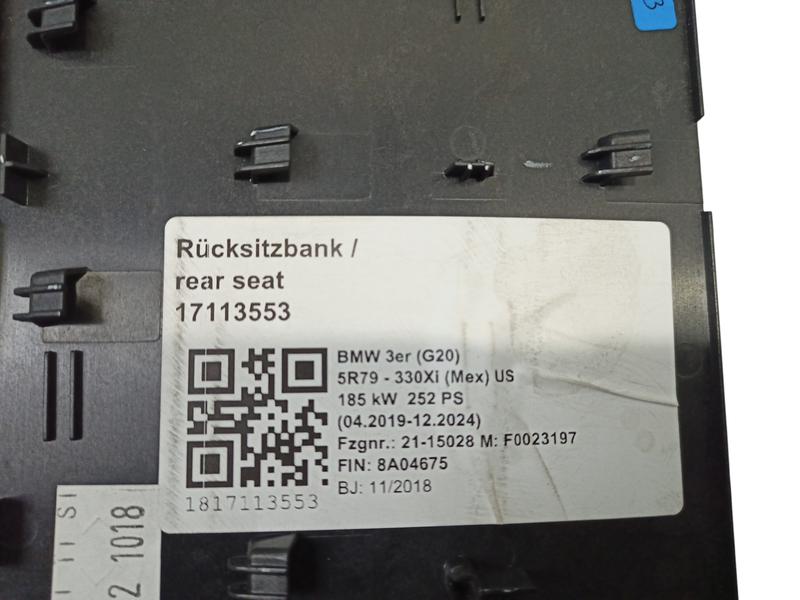 Rücksitzbank /
rear seat
17113553
BMW 3er (G20)
5R79 - 330Xi (Mex) US
185 kW 252 PS
(04.2019-12.2024)
Fzgnr.: 21-15028 M: F0023197
FIN: 8A04675
BJ: 11/2018
1817113553
2 1018